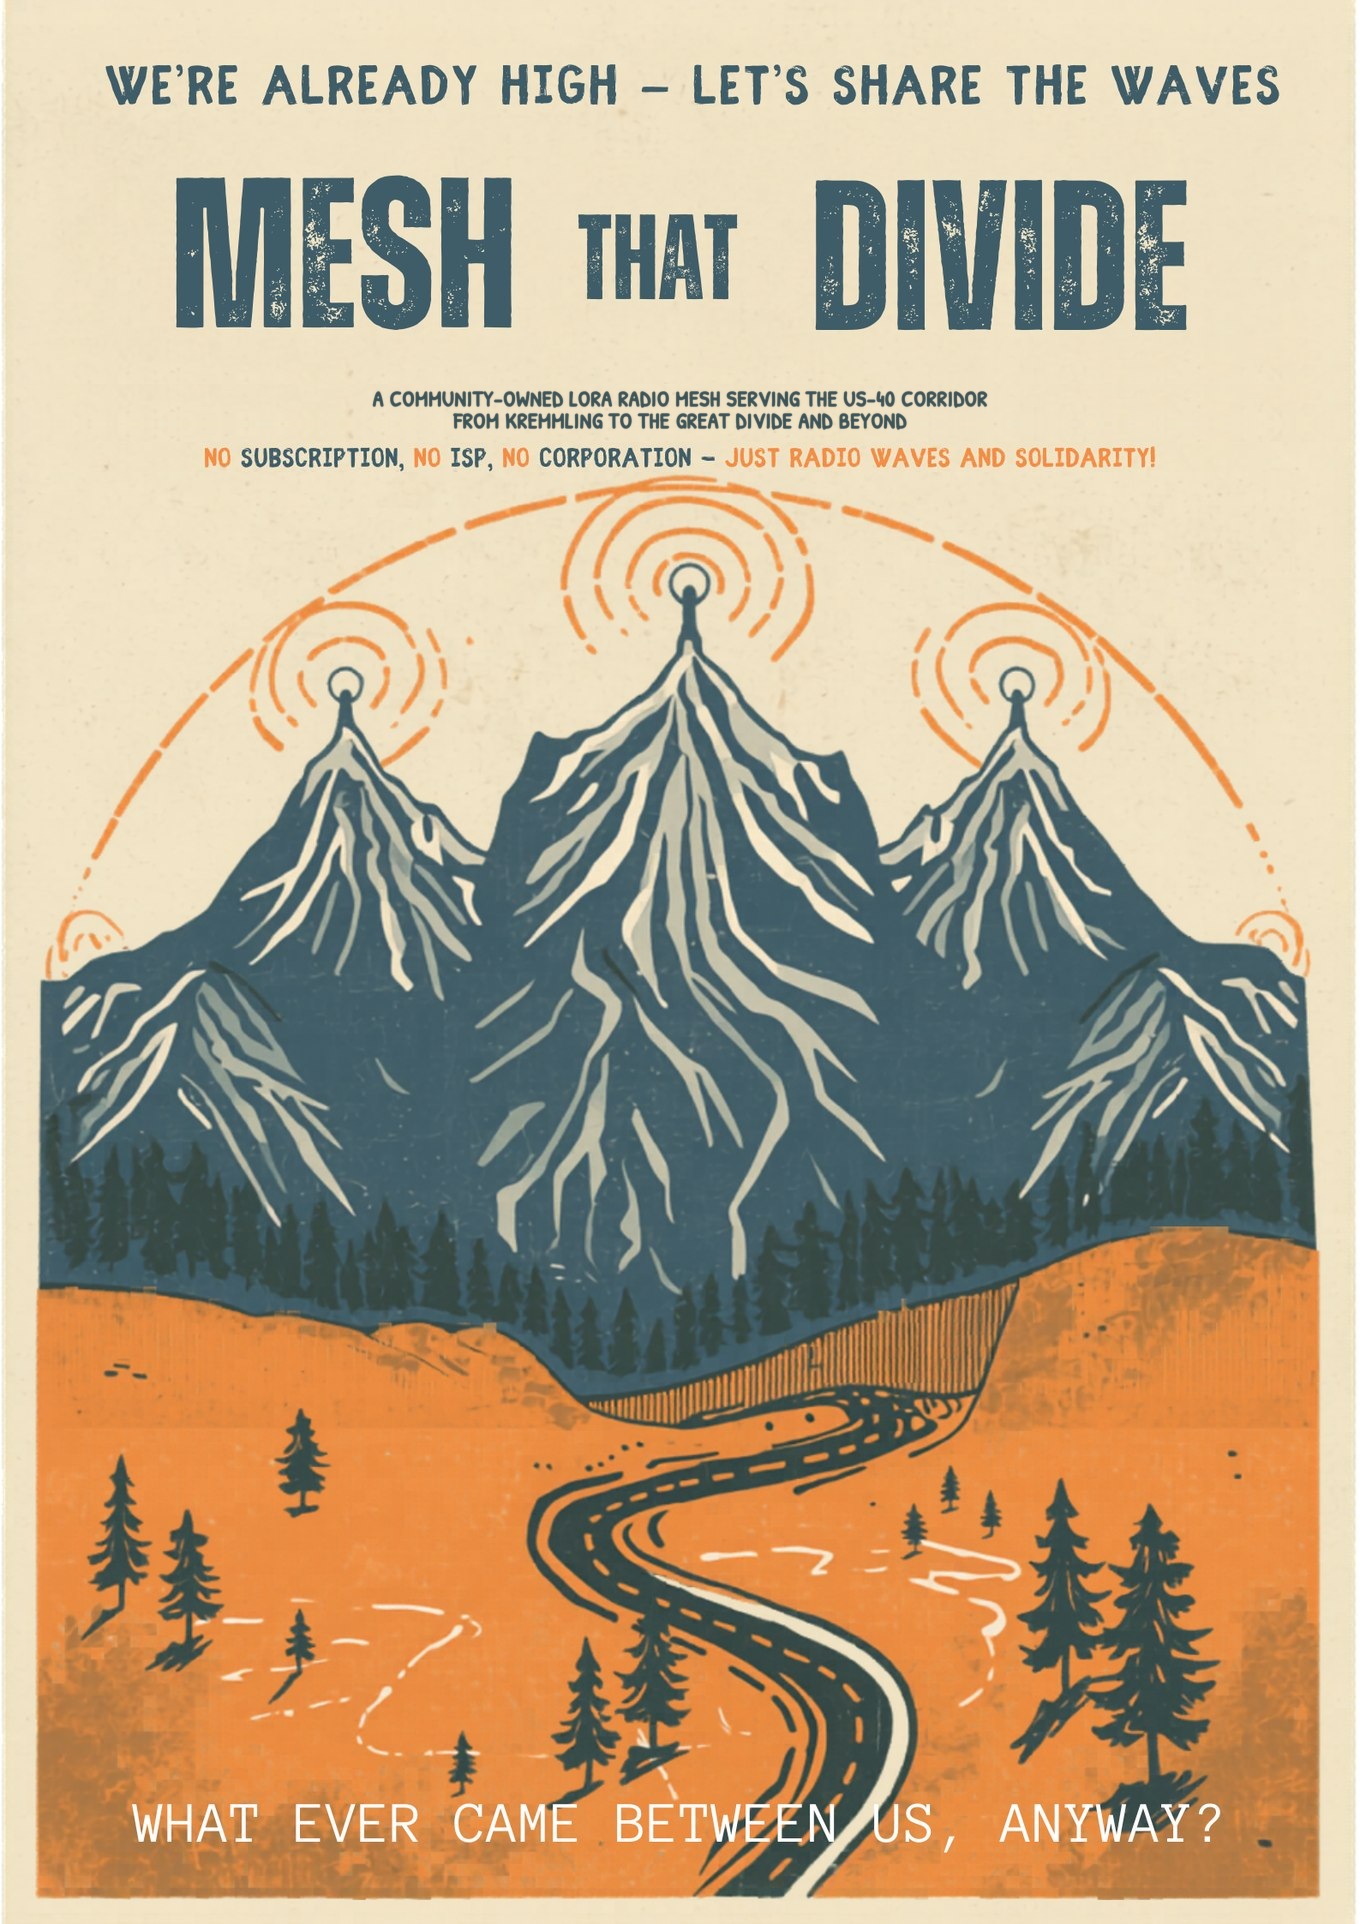 WE'RE ALREADY HIGH – LET'S SHARE THE WAVES
MESH THAT DIVIDE
A COMMUNITY-OWNED LORA RADIO MESH SERVING THE US-40 CORRIDOR
FROM KREMMLING TO THE GREAT DIVIDE AND BEYOND
NO SUBSCRIPTION, NO ISP, NO CORPORATION – JUST RADIO WAVES AND SOLIDARITY!
WHAT EVER CAME BETWEEN US, ANYWAY?